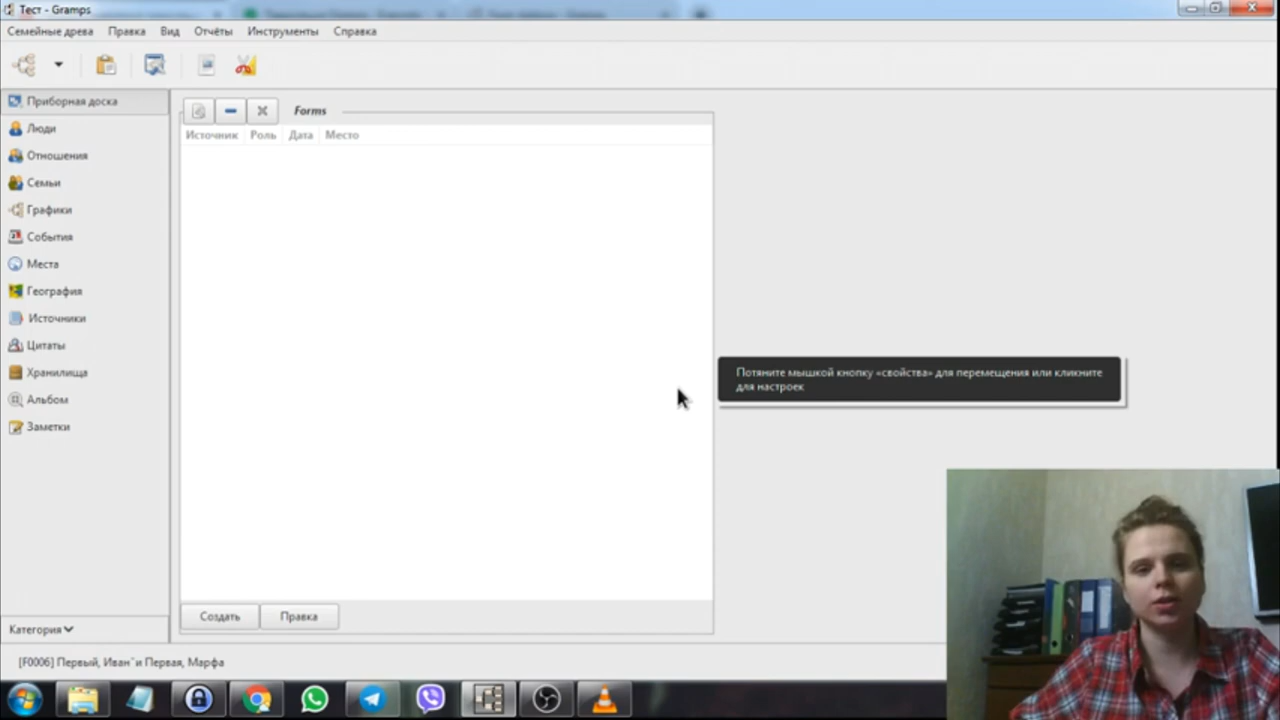 Тест - Gramps
Семейные древа Правка Вид Отчёты Инструменты Справка
Приборная доска
Люди
Отношения
Семьи
Графики
События
Места
География
Источники
Цитаты
Хранилища
Альбом
Заметки
Категория
Forms
Источник Роль Дата Место
Потяните мышкой кнопку «свойства» для перемещения или кликните
для настроек
Создать Правка
[F0006] Первый, Иван и Первая, Марфа